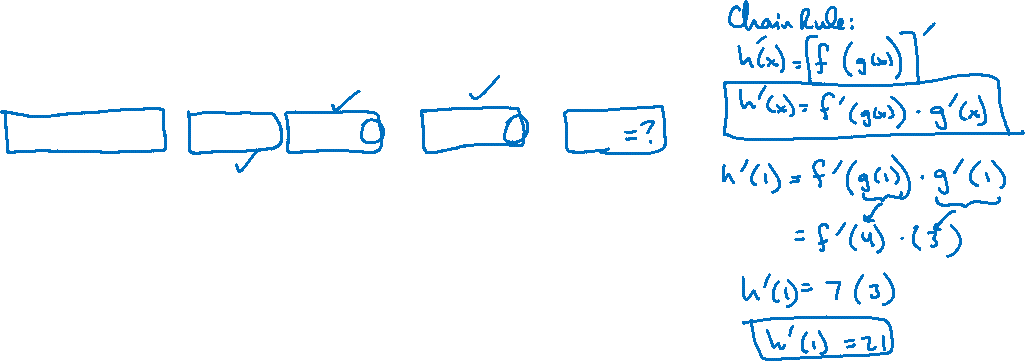 Chain Rule:
h'(x) = [f (g(x))]'
h'(x) = f'(g(x)) · g'(x)
= ?
h'(1) = f'(g(1)) · g'(1)
= f'(4) · (3)
h'(1) = 7 (3)
h'(1) = 21